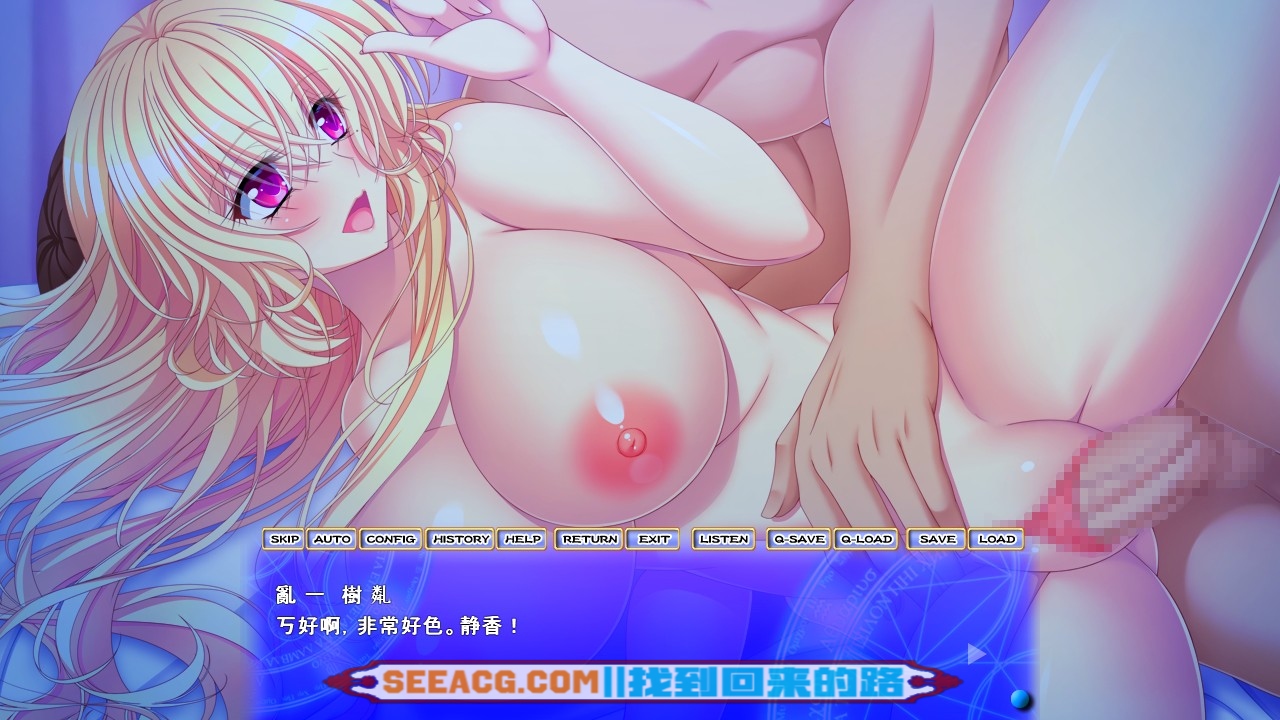 SKIP AUTO CONFIG HISTORY HELP RETURN EXIT LISTEN Q-SAVE Q-LOAD SAVE LOAD
亂一 樹
丂好啊, 非常好色。静香！
SEEACG.COM||找到回来的路